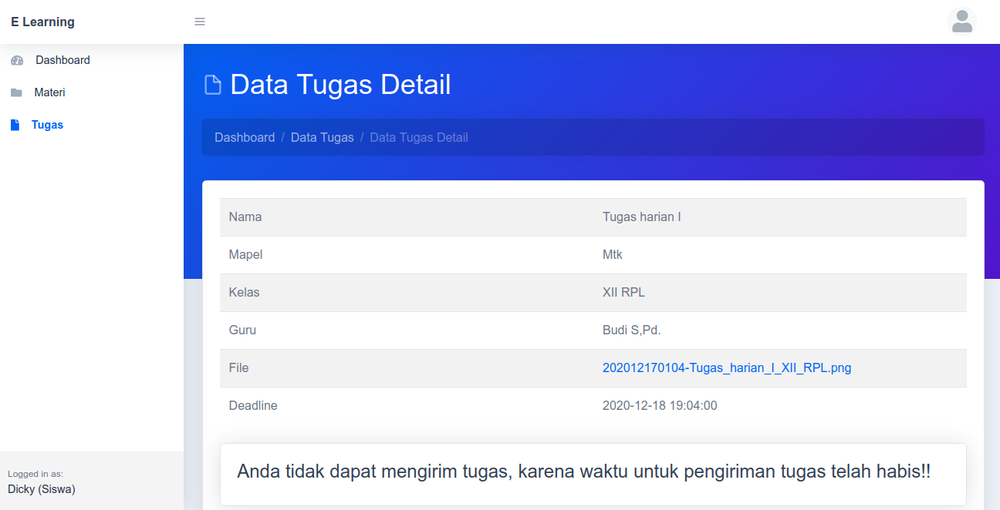 E Learning
Dashboard
Materi
Tugas
Data Tugas Detail
Dashboard / Data Tugas / Data Tugas Detail
Nama Tugas harian I
Mapel Mtk
Kelas XII RPL
Guru Budi S,Pd.
File 202012170104-Tugas_harian_I_XII_RPL.png
Deadline 2020-12-18 19:04:00
Anda tidak dapat mengirim tugas, karena waktu untuk pengiriman tugas telah habis!!
Logged in as:
Dicky (Siswa)